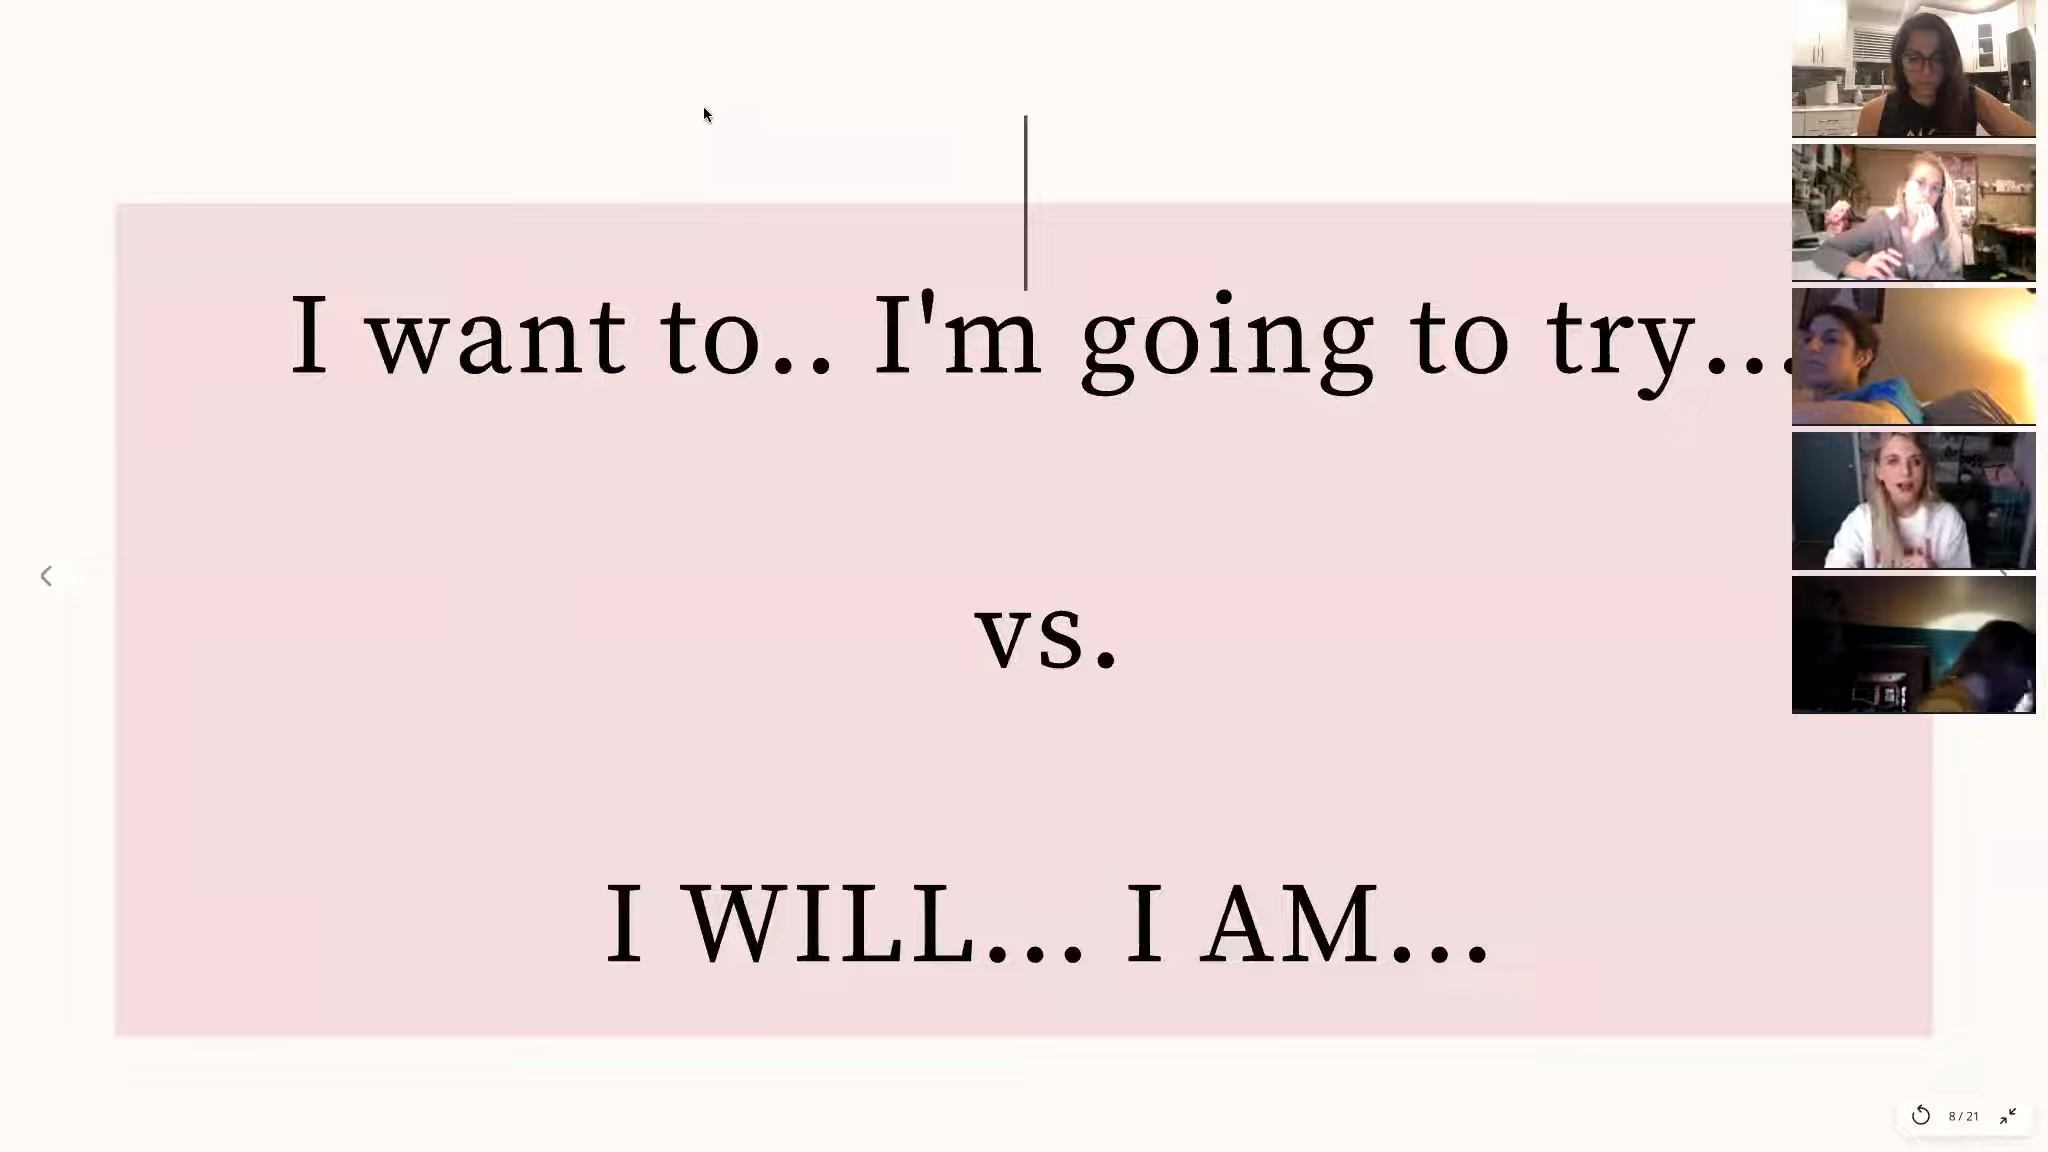 I want to.. I'm going to try...
vs.
I WILL... I AM...
8 / 21